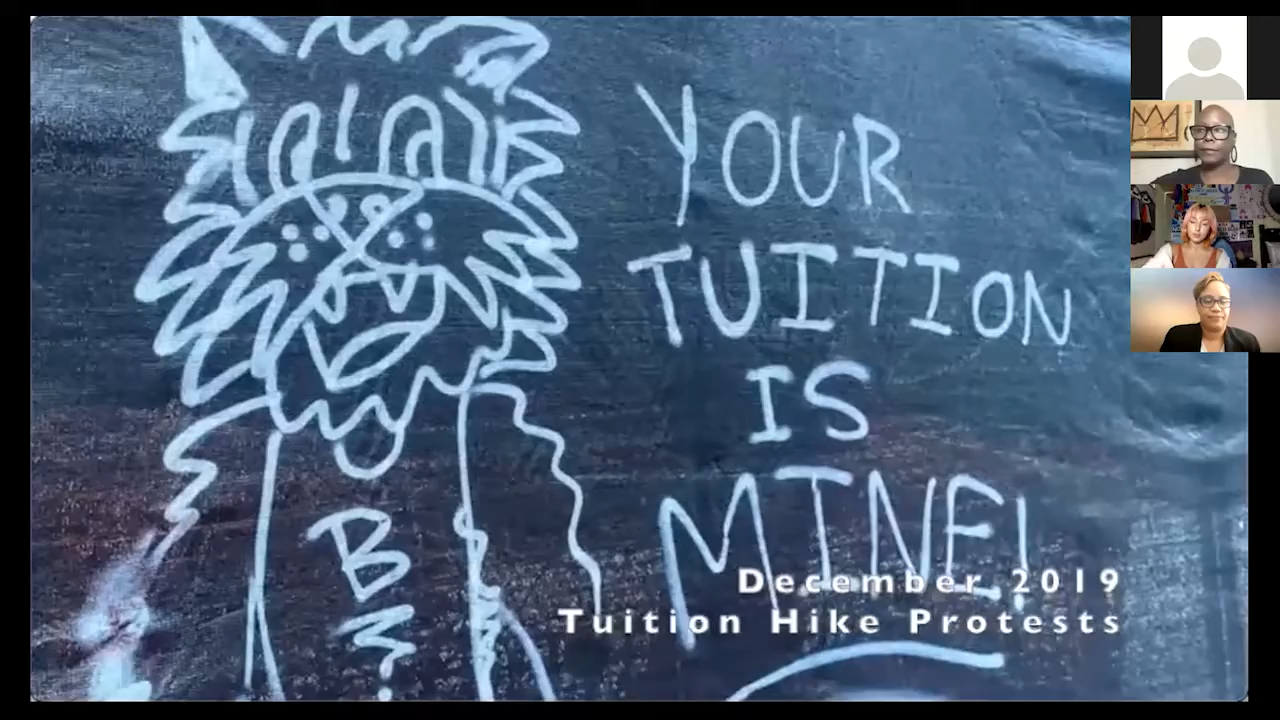 YOUR
TUITION
IS
MINE!
B
December 2019
Tuition Hike Protests